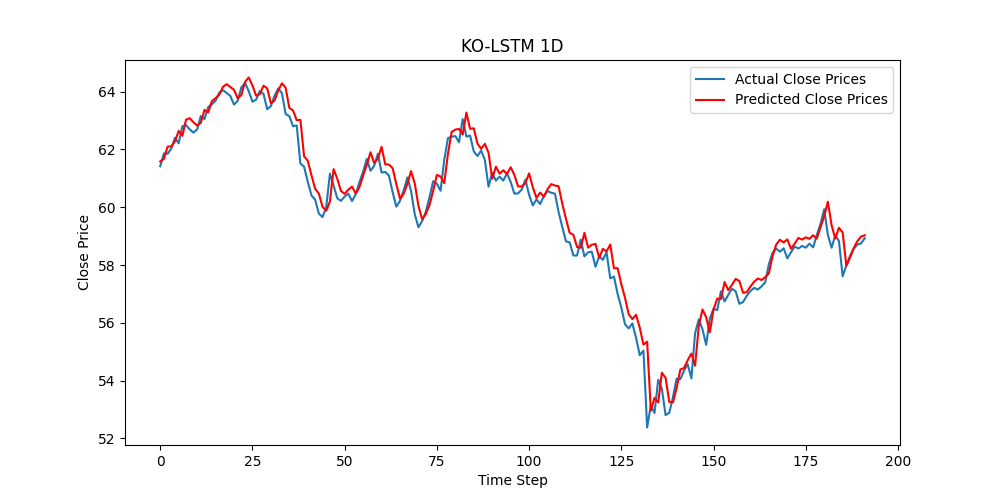 KO-LSTM 1D
Actual Close Prices
Predicted Close Prices
Close Price
64
62
60
58
56
54
52
0 25 50 75 100 125 150 175 200
Time Step